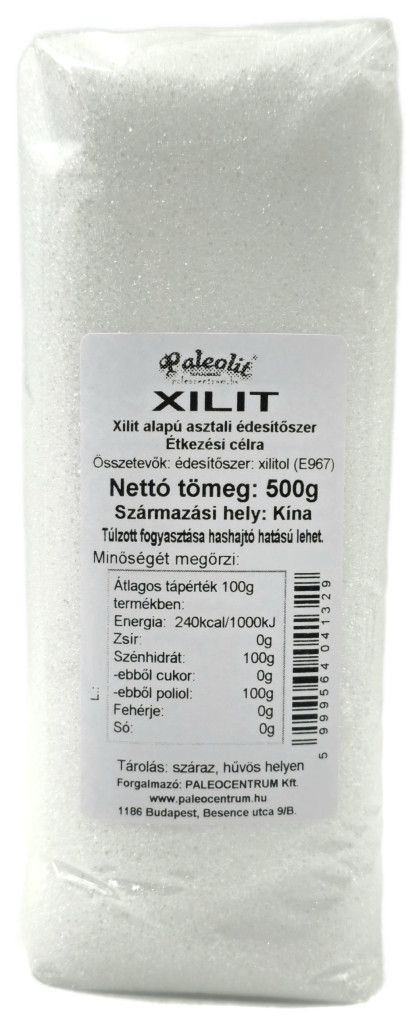 Paleolit
paleocentrum.hu
XILIT
Xilit alapú asztali édesítőszer
Étkezési célra
Összetevők: édesítőszer: xilitol (E967)
Nettó tömeg: 500g
Származási hely: Kína
Túlzott fogyasztása hashajtó hatású lehet.
Minőségét megőrzi:
Átlagos tápérték 100g
termékben:
Energia: 240kcal/1000kJ
Zsír: 0g
Szénhidrát: 100g
-ebből cukor: 0g
-ebből poliol: 100g
Fehérje: 0g
Só: 0g
5 999564 041329
Tárolás: száraz, hűvös helyen
Forgalmazó: PALEOCENTRUM Kft.
www.paleocentrum.hu
1186 Budapest, Besence utca 9/B.